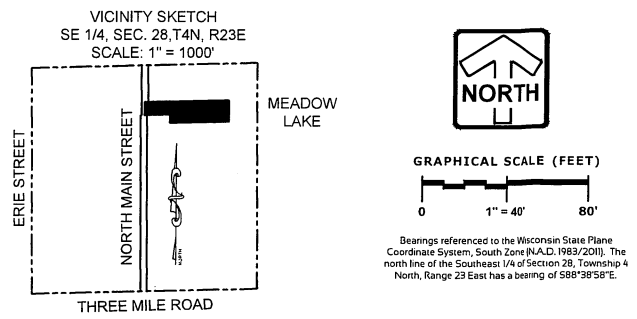 VICINITY SKETCH
SE 1/4, SEC. 28,T4N, R23E
SCALE: 1" = 1000'
ERIE STREET
NORTH MAIN STREET
MEADOW
LAKE
NORTH
THREE MILE ROAD
NORTH
GRAPHICAL SCALE (FEET)
0 1" = 40' 80'
Bearings referenced to the Wisconsin State Plane
Coordinate System, South Zone (N.A.D. 1983/2011). The
north line of the Southeast 1/4 of Section 28, Township 4
North, Range 23 East has a bearing of S88°38'58"E.